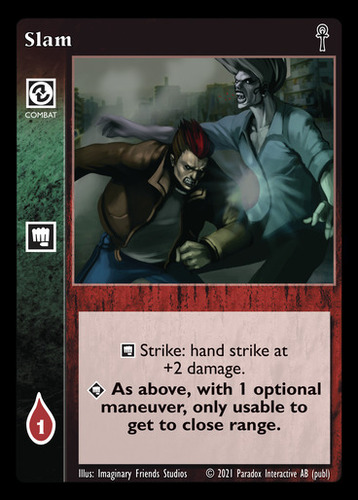 Slam
COMBAT
Strike: hand strike at
+2 damage.
As above, with 1 optional
maneuver, only usable to
get to close range.
1
Illus: Imaginary Friends Studios © 2021 Paradox Interactive AB (publ)